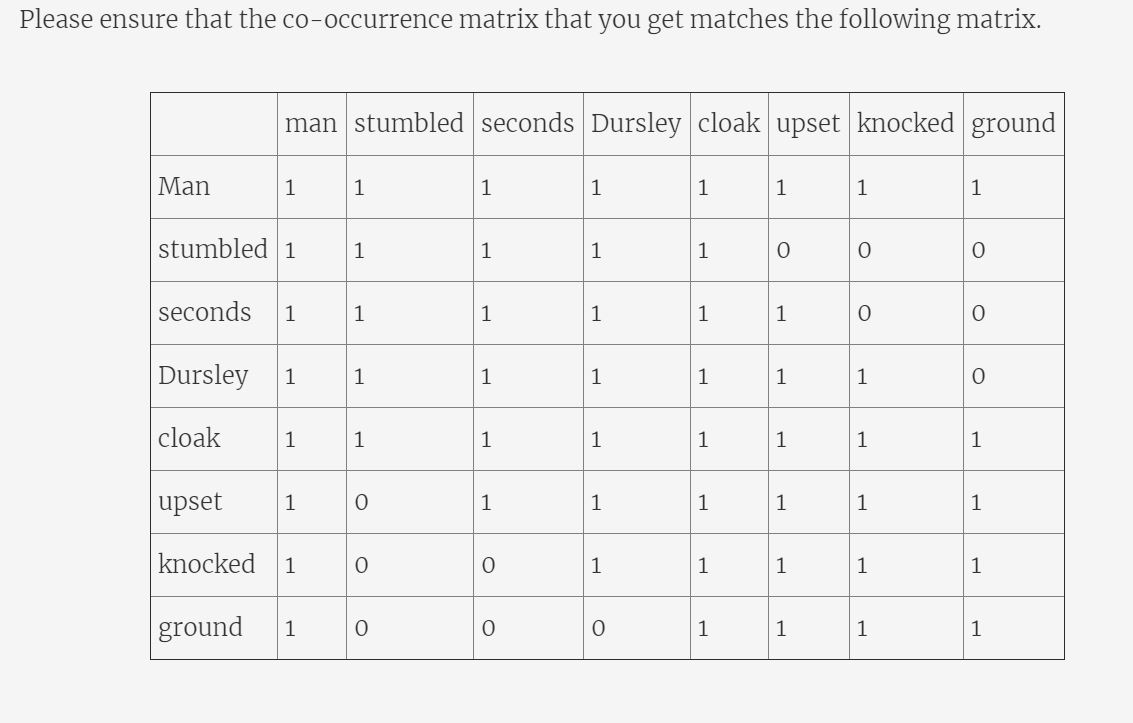 Please ensure that the co-occurrence matrix that you get matches the following matrix.
man stumbled seconds Dursley cloak upset knocked ground
Man 1 1 1 1 1 1 1 1
stumbled 1 1 1 1 1 0 0 0
seconds 1 1 1 1 1 1 0 0
Dursley 1 1 1 1 1 1 1 0
cloak 1 1 1 1 1 1 1 1
upset 1 0 1 1 1 1 1 1
knocked 1 0 0 1 1 1 1 1
ground 1 0 0 0 1 1 1 1